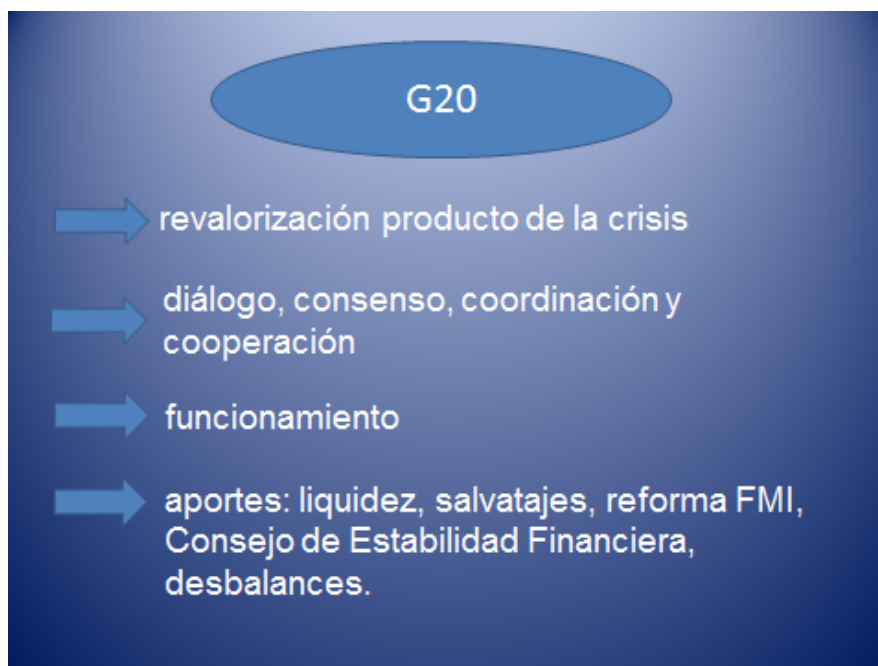 G20
revalorización producto de la crisis
diálogo, consenso, coordinación y
cooperación
funcionamiento
aportes: liquidez, salvatajes, reforma FMI,
Consejo de Estabilidad Financiera,
desbalances.